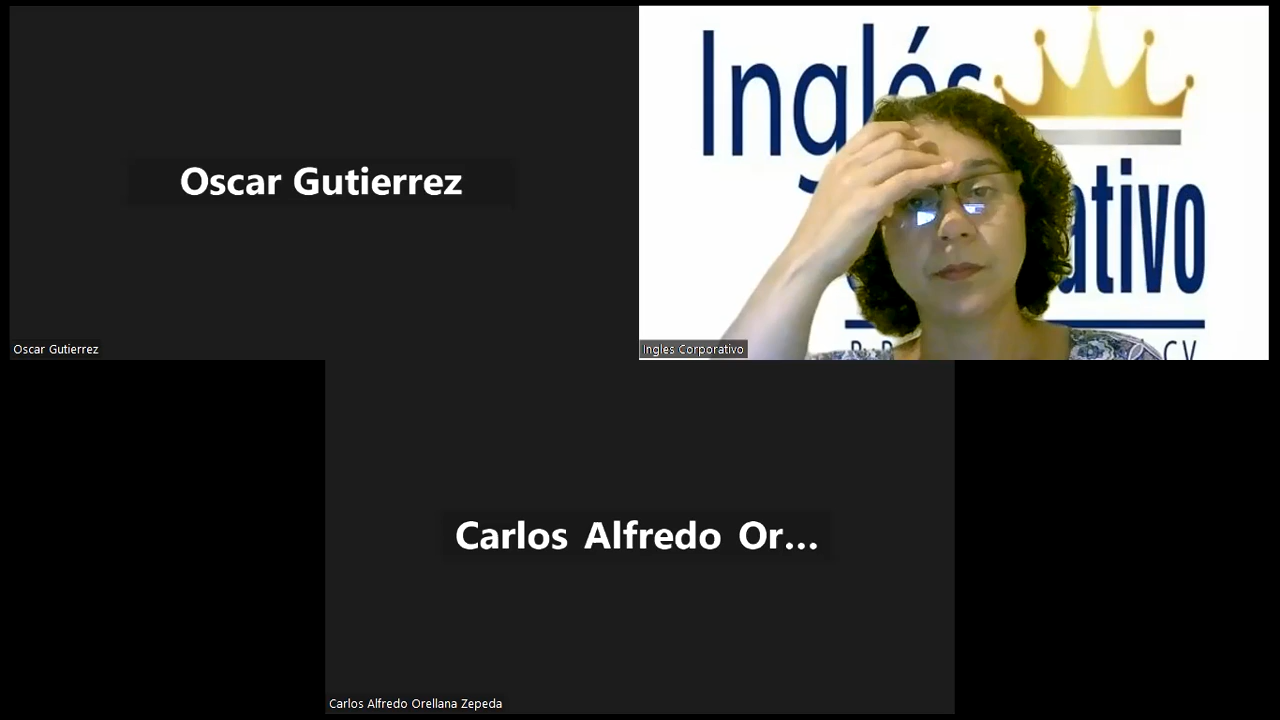 Oscar Gutierrez
Oscar Gutierrez
Inglés
ativo
C.V.
Ingles Corporativo
Carlos Alfredo Or...
Carlos Alfredo Orellana Zepeda